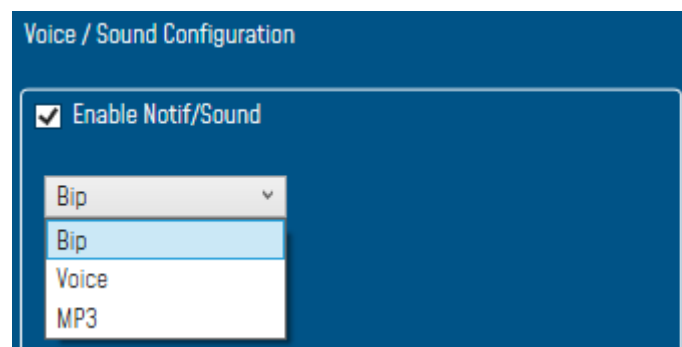 Voice / Sound Configuration
Enable Notif/Sound
Bip
Bip
Voice
MP3